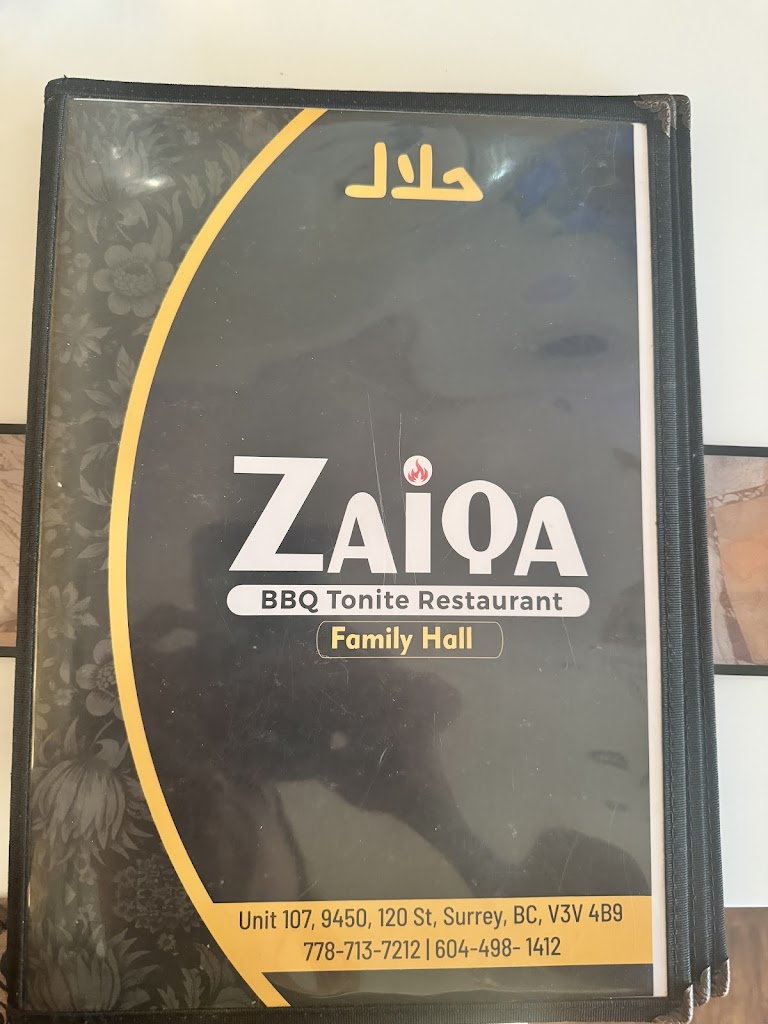 حلال
ZAIQA
BBQ Tonite Restaurant
Family Hall
Unit 107, 9450, 120 St, Surrey, BC, V3V 4B9
778-713-7212 | 604-498- 1412